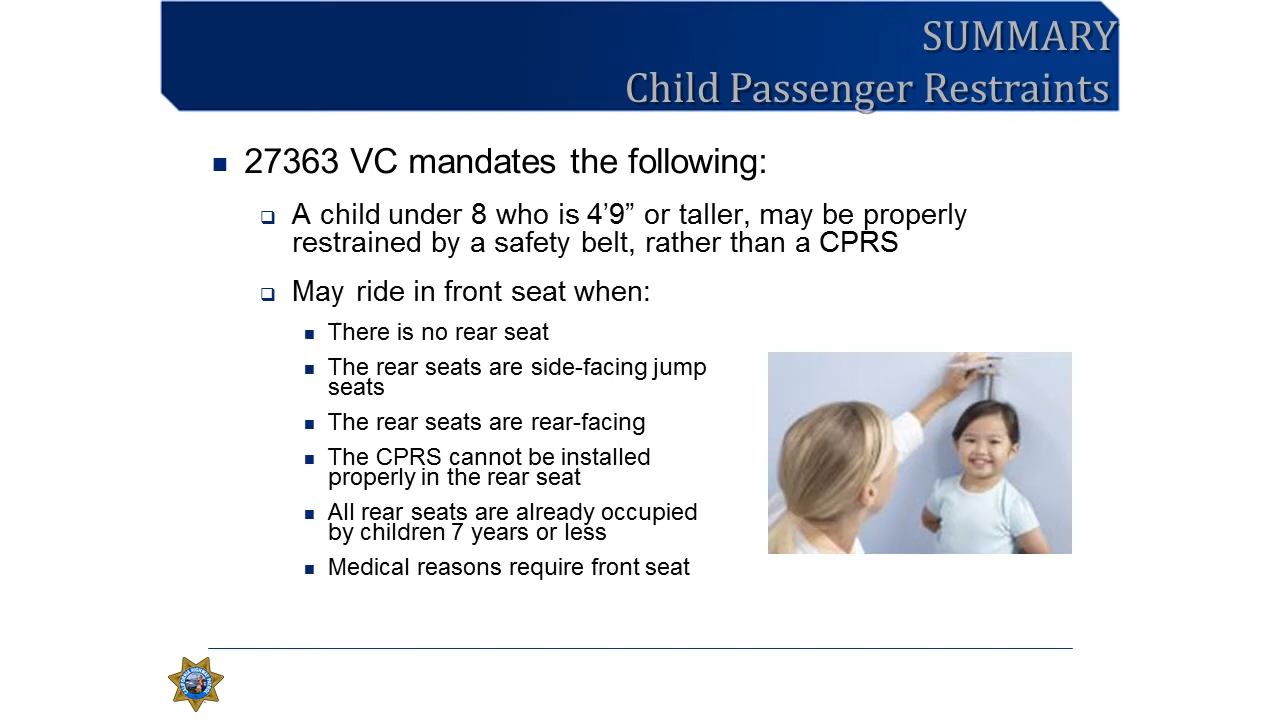 SUMMARY
Child Passenger Restraints
27363 VC mandates the following:
A child under 8 who is 4’9” or taller, may be properly
restrained by a safety belt, rather than a CPRS
May ride in front seat when:
There is no rear seat
The rear seats are side-facing jump
seats
The rear seats are rear-facing
The CPRS cannot be installed
properly in the rear seat
All rear seats are already occupied
by children 7 years or less
Medical reasons require front seat